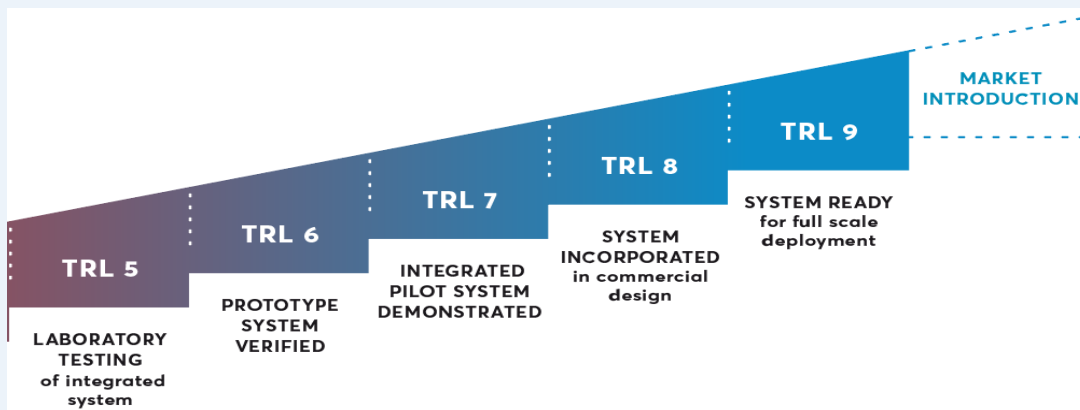 TRL 5
LABORATORY
TESTING
of integrated
system
TRL 6
PROTOTYPE
SYSTEM
VERIFIED
TRL 7
INTEGRATED
PILOT SYSTEM
DEMONSTRATED
TRL 8
SYSTEM
INCORPORATED
in commercial
design
TRL 9
SYSTEM READY
for full scale
deployment
MARKET
INTRODUCTION